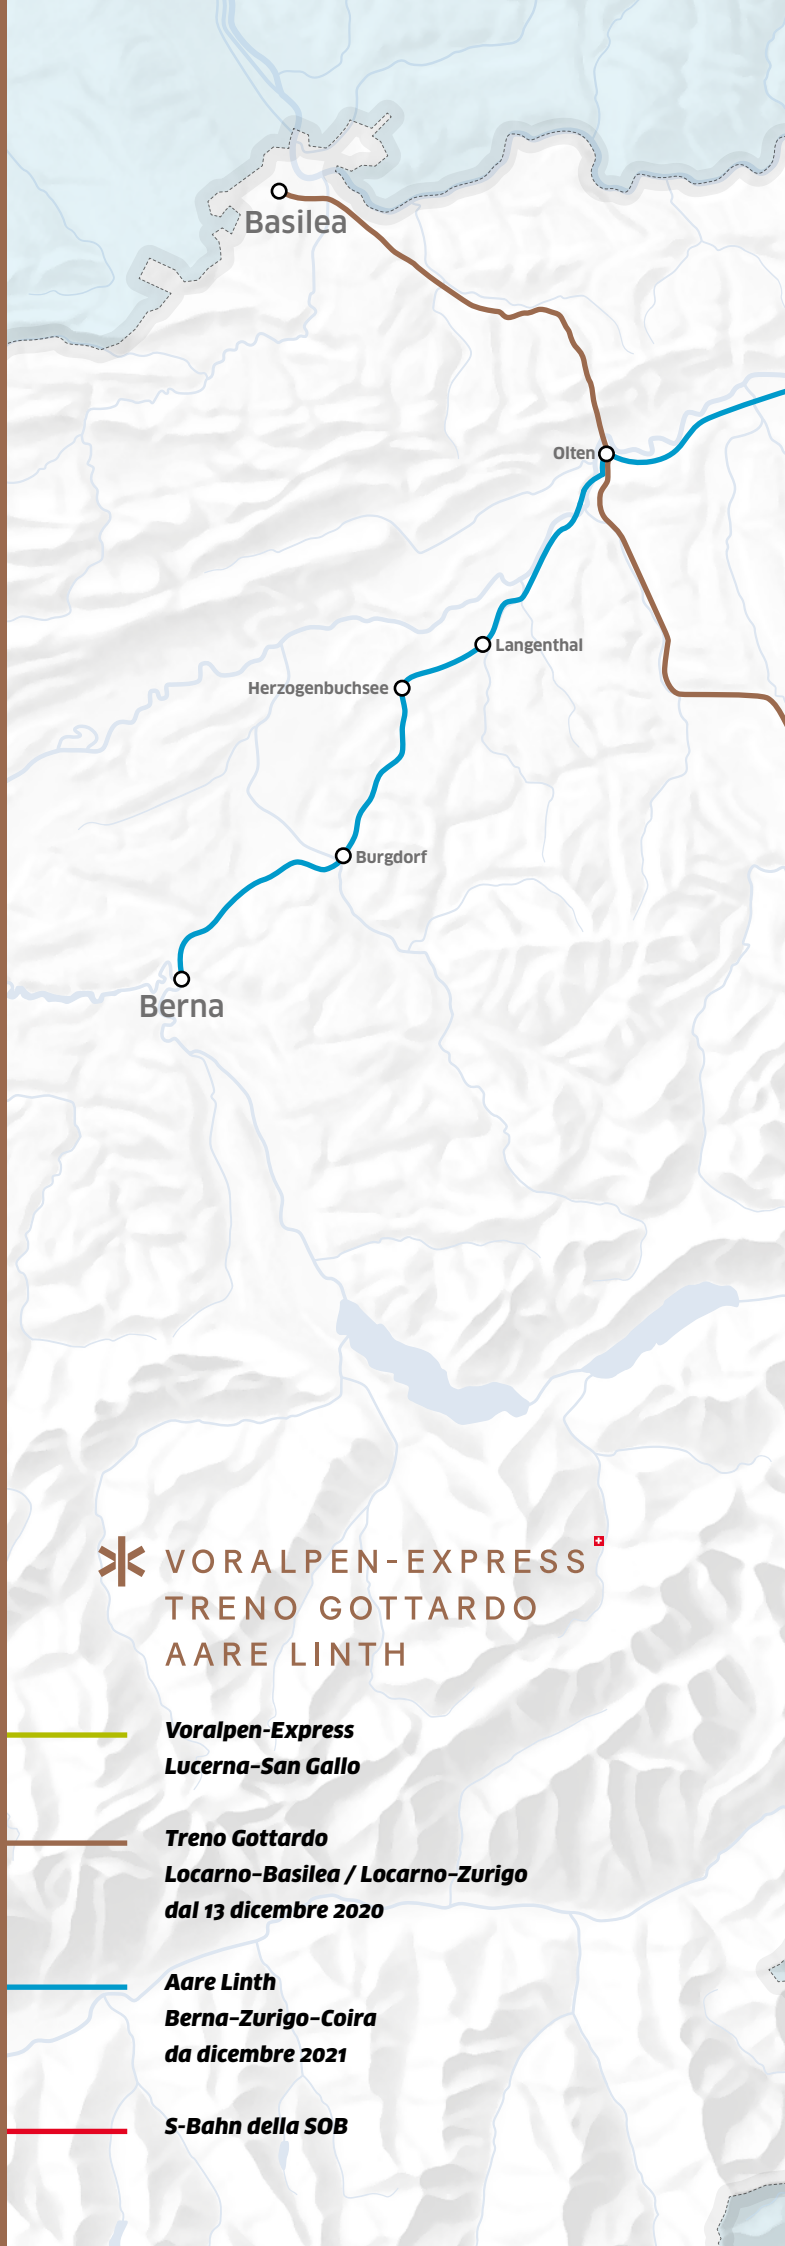 Basilea
Olten
Langenthal
Herzogenbuchsee
Burgdorf
Berna
VORALPEN-EXPRESS
TRENO GOTTARDO
AARE LINTH
Voralpen-Express
Lucerna–San Gallo
Treno Gottardo
Locarno–Basilea / Locarno–Zurigo
dal 13 dicembre 2020
Aare Linth
Berna–Zurigo–Coira
da dicembre 2021
S-Bahn della SOB